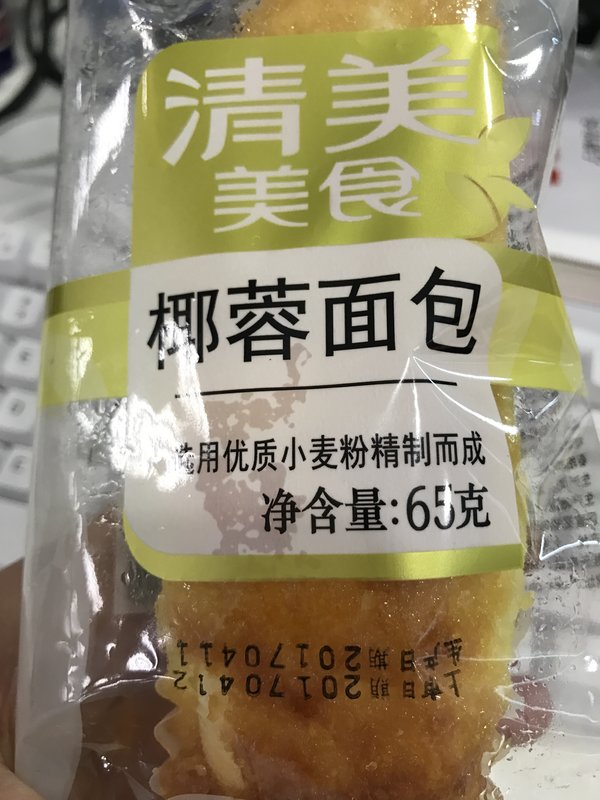 清美
美食
椰蓉面包
选用优质小麦粉精制而成
净含量:65克
生产日期20170411
上市日期20170412